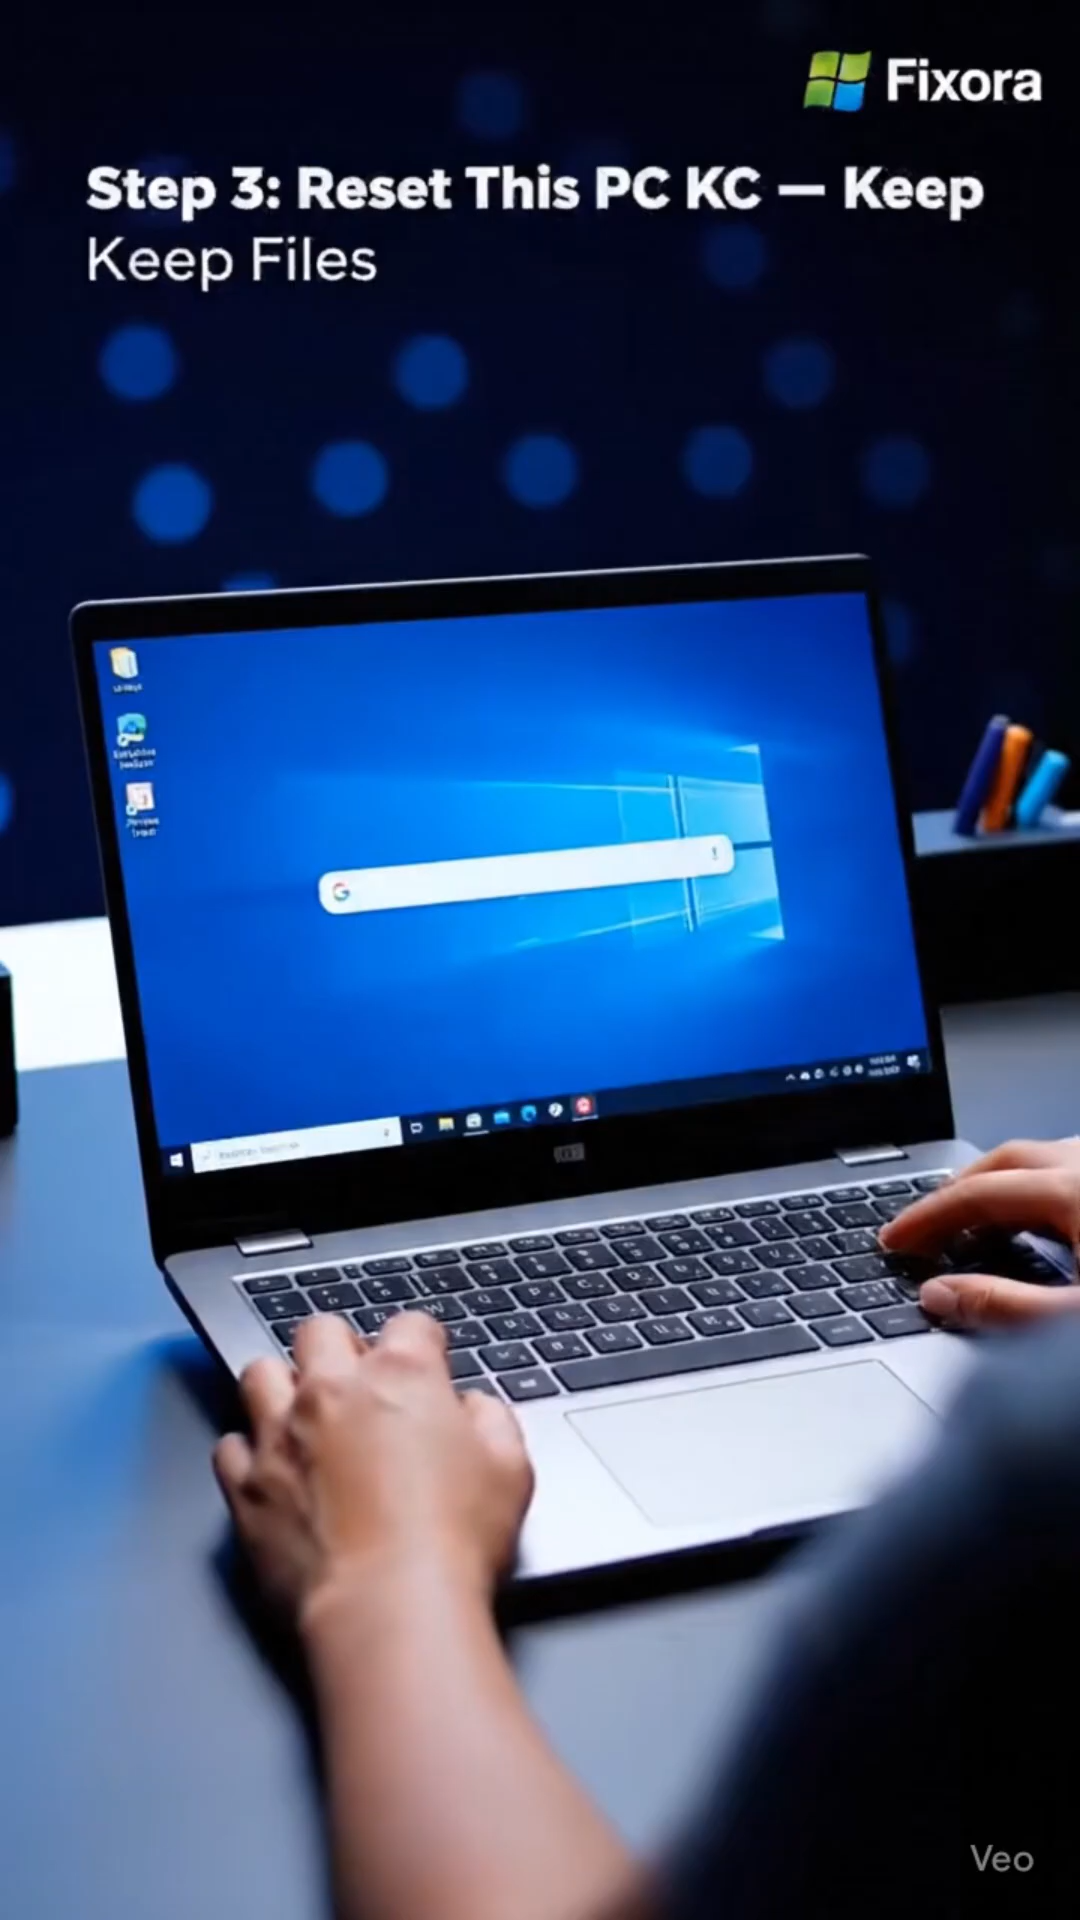 Fixora
Step 3: Reset This PC KC — Keep
Keep Files
Veo